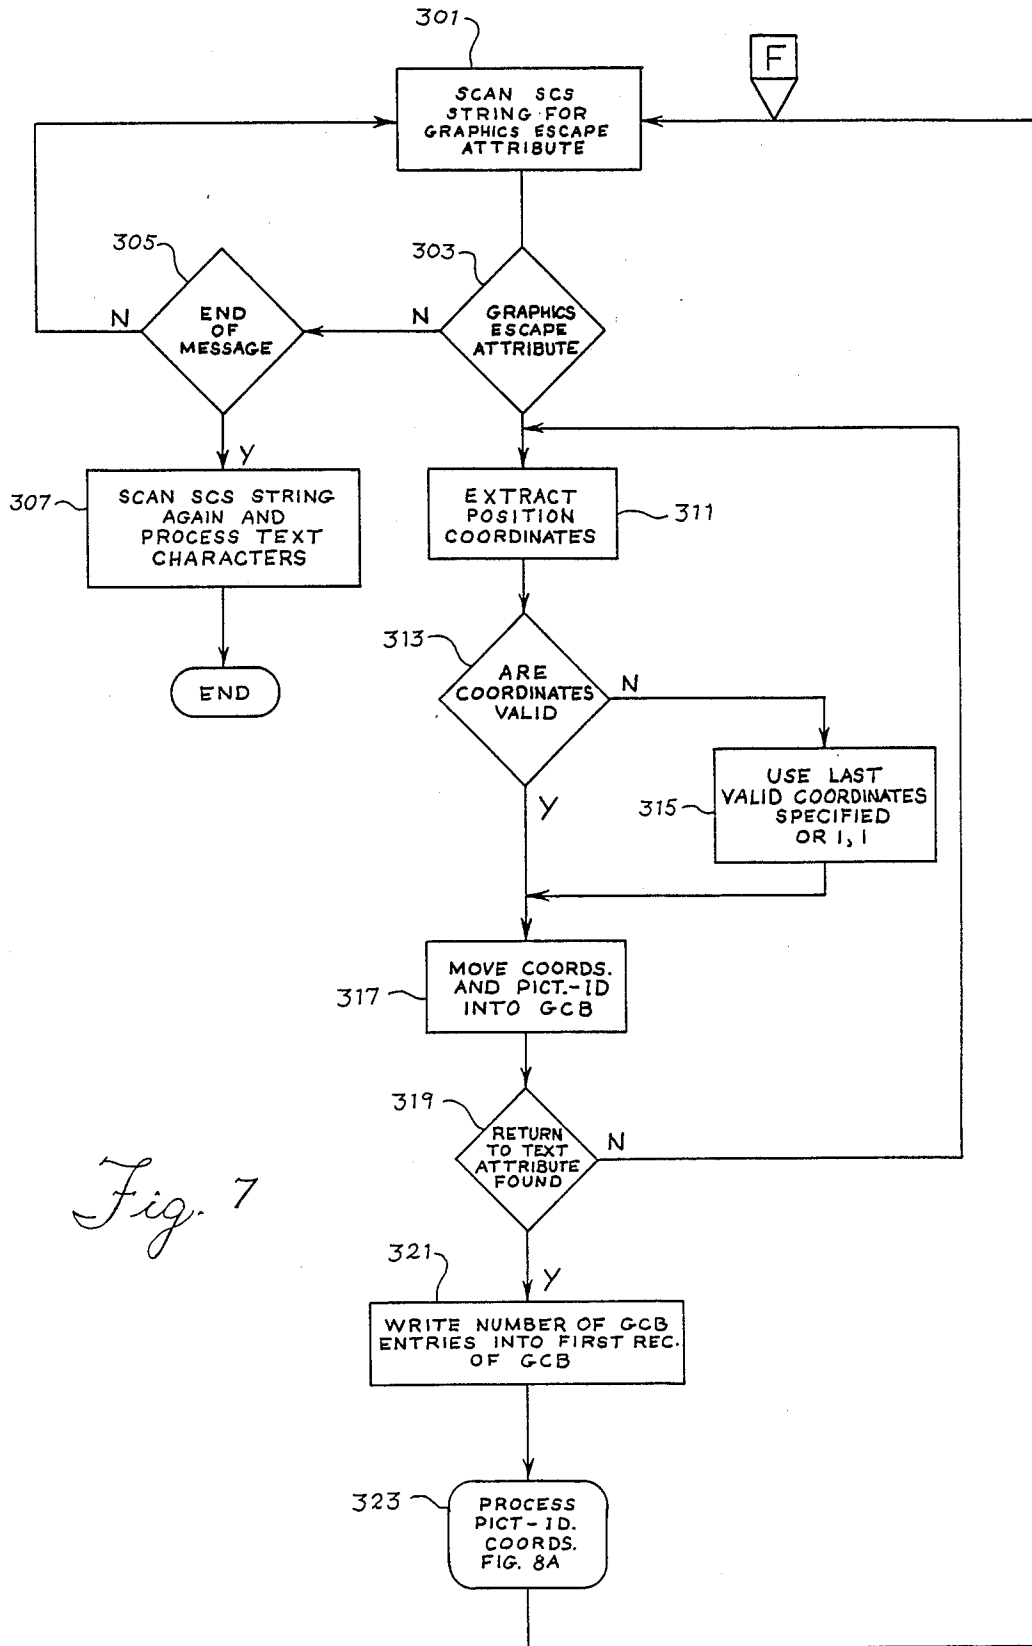 301
F
SCAN SCS
STRING FOR
GRAPHICS ESCAPE
ATTRIBUTE
305
303
N
END
OF
MESSAGE
N
GRAPHICS
ESCAPE
ATTRIBUTE
Y
307
SCAN SCS STRING
AGAIN AND
PROCESS TEXT
CHARACTERS
EXTRACT
POSITION
COORDINATES
311
END
313
ARE
COORDINATES
VALID
N
Y
315
USE LAST
VALID COORDINATES
SPECIFIED
OR 1, 1
317
MOVE COORDS.
AND PICT.-ID
INTO GCB
319
RETURN
TO TEXT
ATTRIBUTE
FOUND
N
Fig. 7
321
Y
WRITE NUMBER OF GCB
ENTRIES INTO FIRST REC.
OF GCB
323
PROCESS
PICT-ID.
COORDS.
FIG. 8A